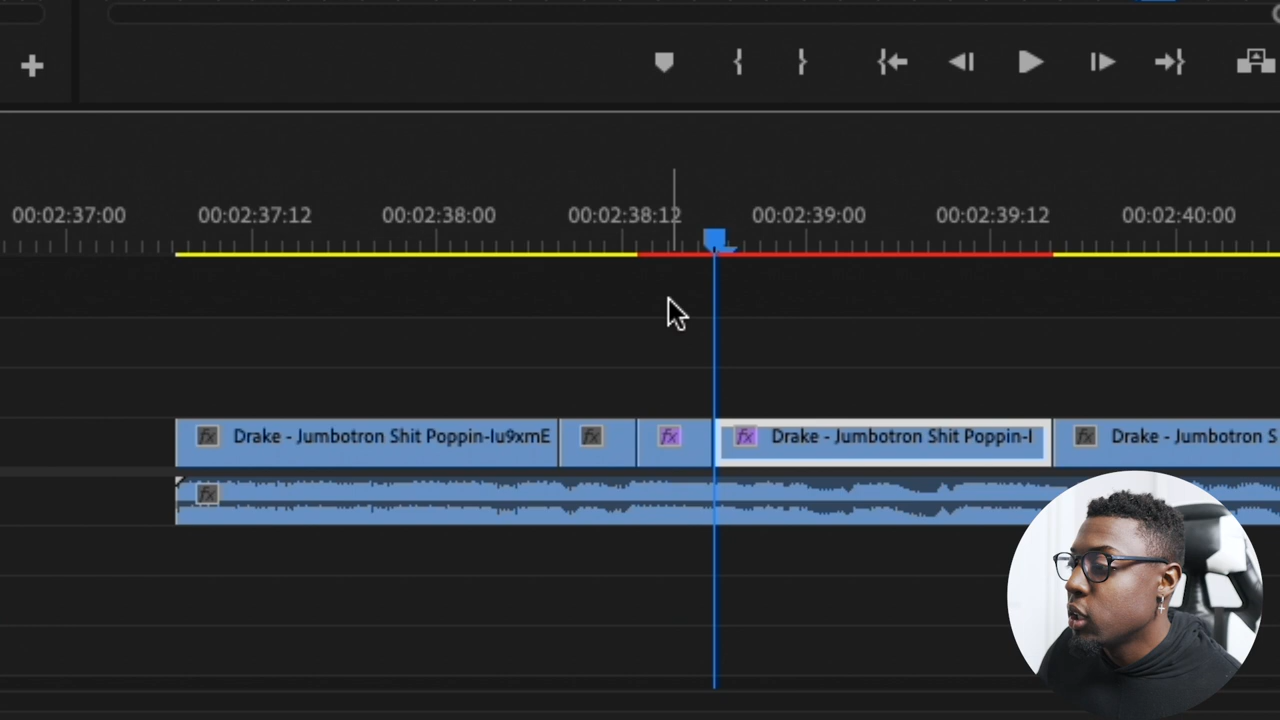 00:02:37:00 00:02:37:12 00:02:38:00 00:02:38:12 00:02:39:00 00:02:39:12 00:02:40:00
fx Drake - Jumbotron Shit Poppin-Iu9xmE fx fx fx Drake - Jumbotron Shit Poppin-I fx Drake - Jumbotron S
fx